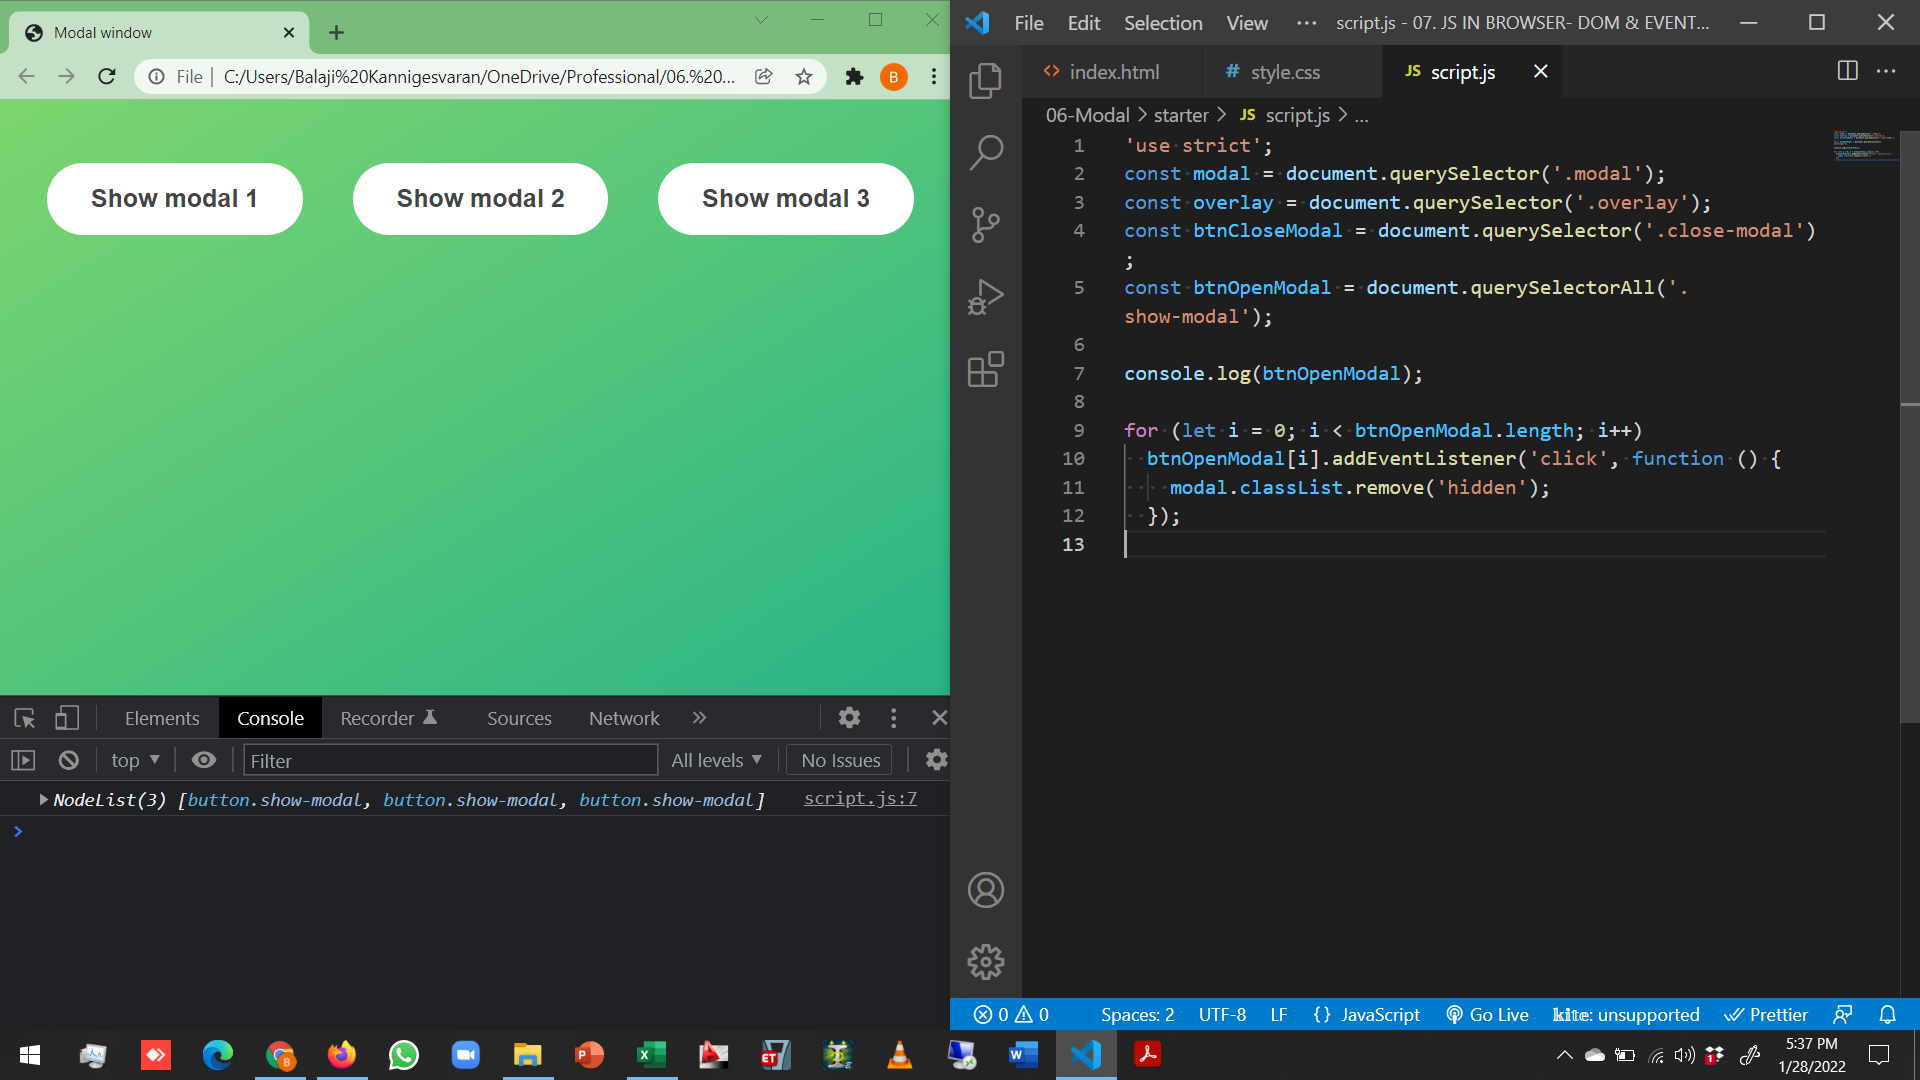 Modal window
File
C:/Users/Balaji%20Kannigesvaran/OneDrive/Professional/06.%20...
B
Show modal 1
Show modal 2
Show modal 3
Elements
Console
Recorder
Sources
Network
top
Filter
All levels
No Issues
NodeList(3) [button.show-modal, button.show-modal, button.show-modal]
script.js:7
File Edit Selection View ···
script.js - 07. JS IN BROWSER- DOM & EVENT...
index.html
# style.css
JS script.js
06-Modal > starter > JS script.js > ...
1 'use strict';
2 const modal = document.querySelector('.modal');
3 const overlay = document.querySelector('.overlay');
4 const btnCloseModal = document.querySelector('.close-modal')
;
5 const btnOpenModal = document.querySelectorAll('.
show-modal');
6
7 console.log(btnOpenModal);
8
9 for (let i = 0; i < btnOpenModal.length; i++)
10 btnOpenModal[i].addEventListener('click', function () {
11 modal.classList.remove('hidden');
12 });
13
0 0
Spaces: 2
UTF-8
LF
{ } JavaScript
Go Live
kite: unsupported
Prettier
5:37 PM
1/28/2022